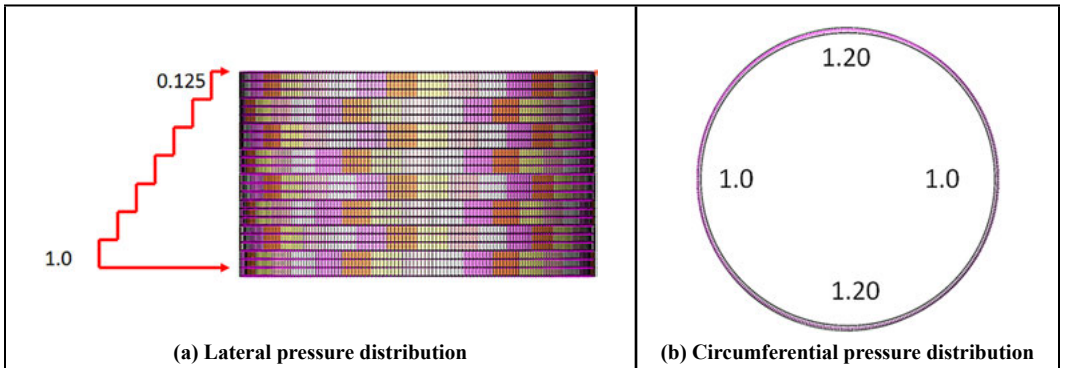 0.125
1.0
(a) Lateral pressure distribution
1.20
1.0 1.0
1.20
(b) Circumferential pressure distribution